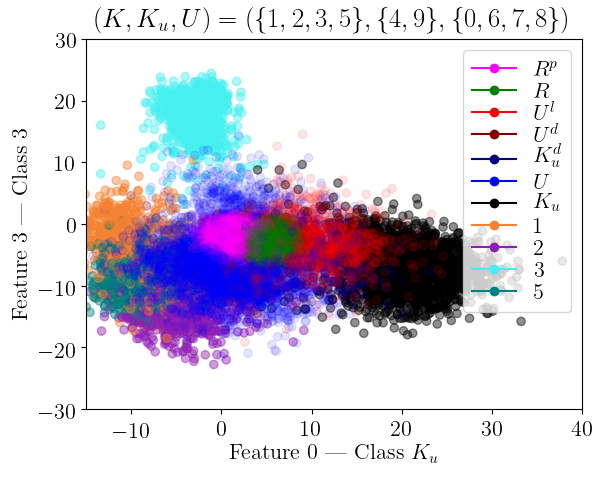 (K, K_u, U) = ({1, 2, 3, 5}, {4, 9}, {0, 6, 7, 8})
R^p
R
U^l
U^d
K_u^d
U
K_u
1
2
3
5
30
20
10
0
−10
−20
−30
Feature 3 — Class 3
−10
0
10
20
30
40
Feature 0 — Class K_u